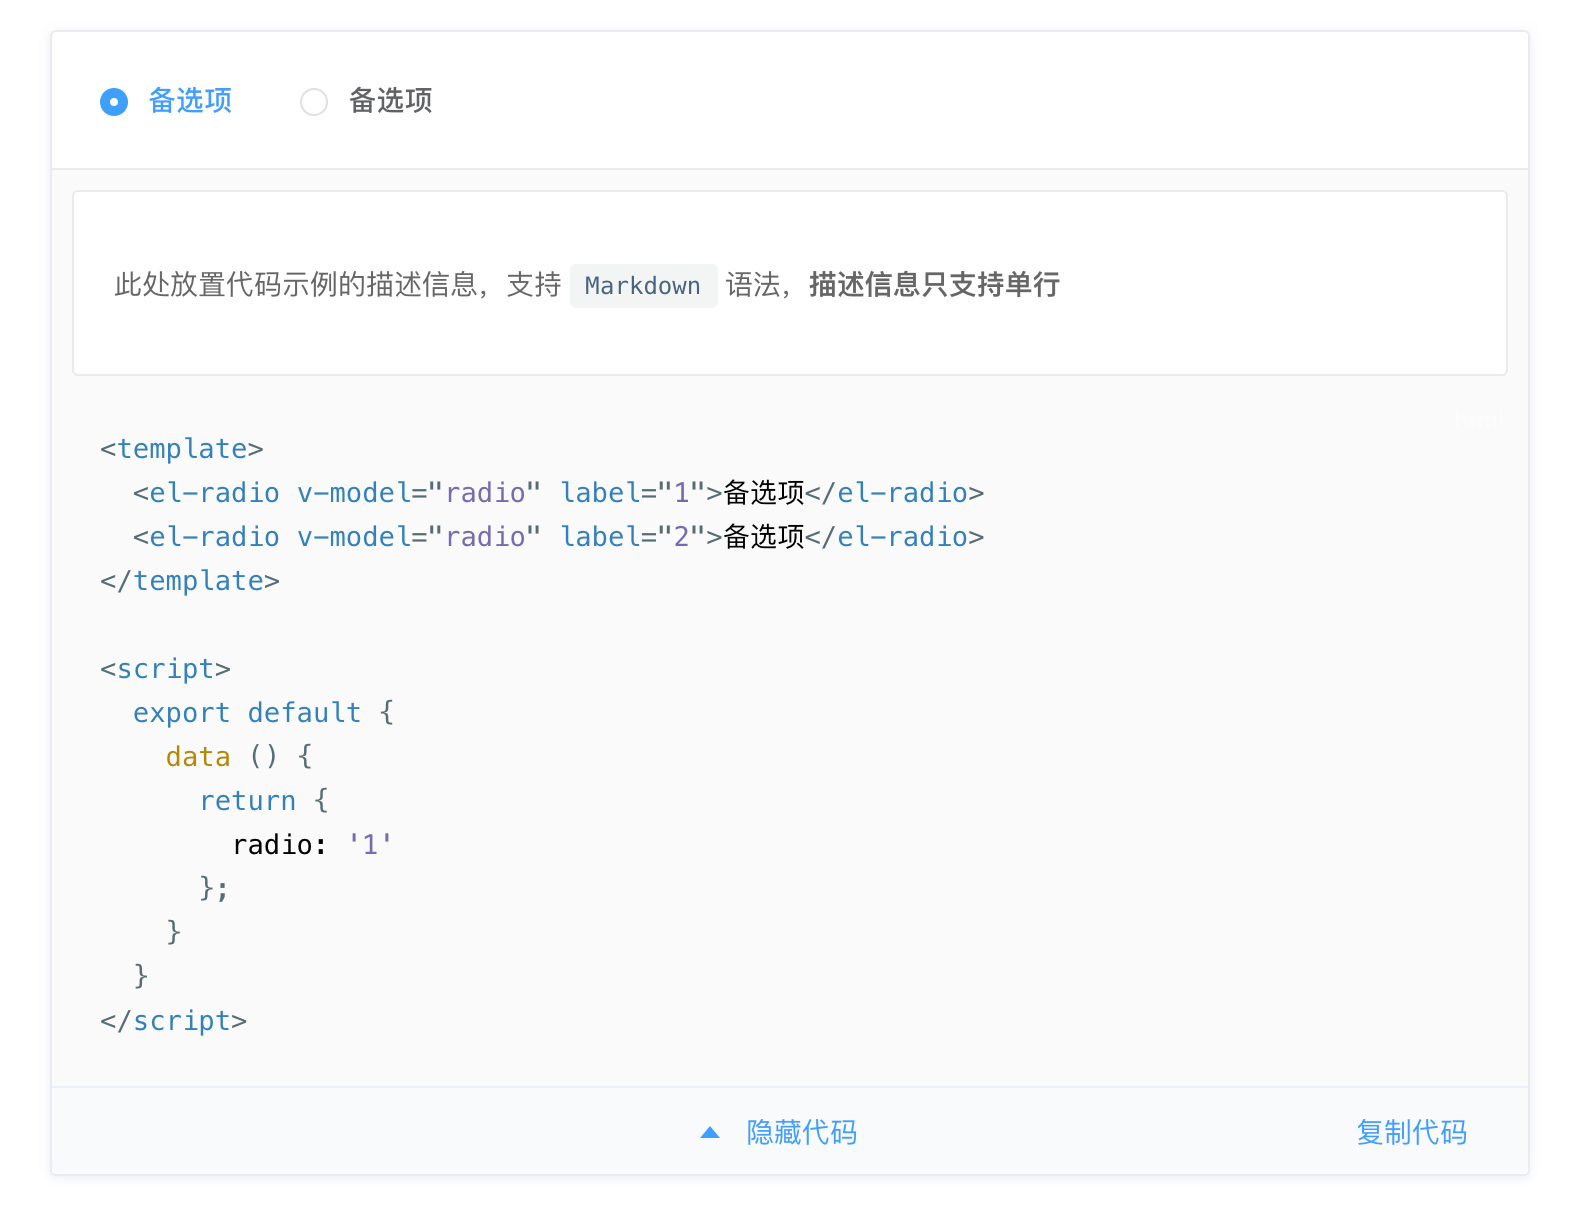 备选项 备选项
此处放置代码示例的描述信息，支持 Markdown 语法，描述信息只支持单行
<template>
  <el-radio v-model="radio" label="1">备选项</el-radio>
  <el-radio v-model="radio" label="2">备选项</el-radio>
</template>

<script>
  export default {
    data () {
      return {
        radio: '1'
      };
    }
  }
</script>
隐藏代码 复制代码